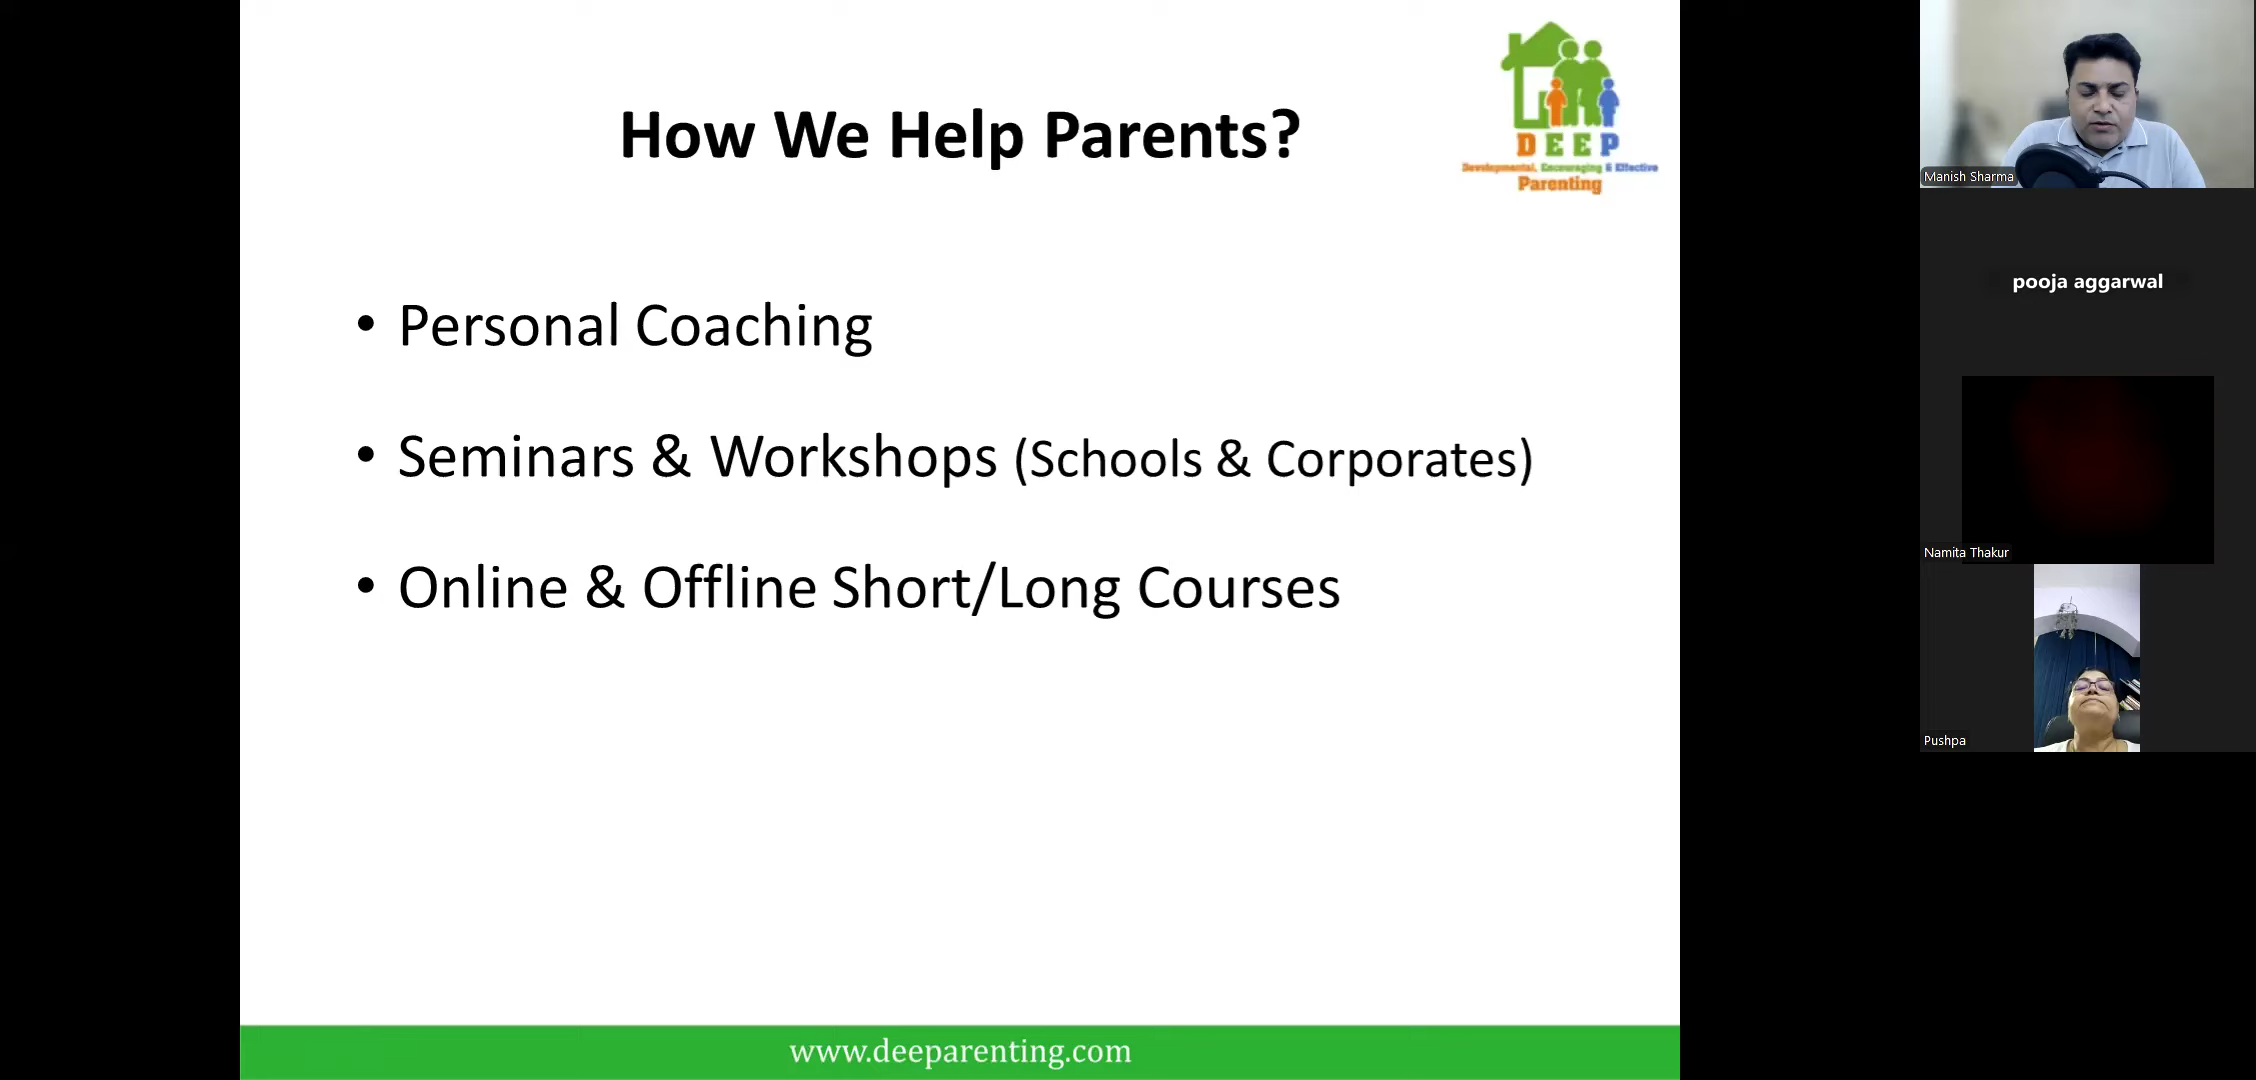 How We Help Parents?
DEEP
Developmental, Encouraging & Effective
Parenting
• Personal Coaching
• Seminars & Workshops (Schools & Corporates)
• Online & Offline Short/Long Courses
www.deeparenting.com
Manish Sharma
pooja aggarwal
Namita Thakur
Pushpa